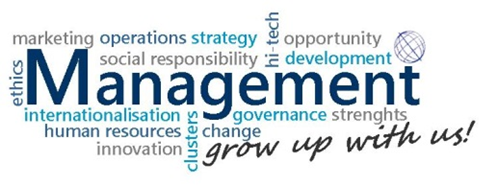 marketing operations strategy hi-tech opportunity
social responsibility development
ethics Management
internationalisation clusters governance strenghts
human resources change
innovation grow up with us!